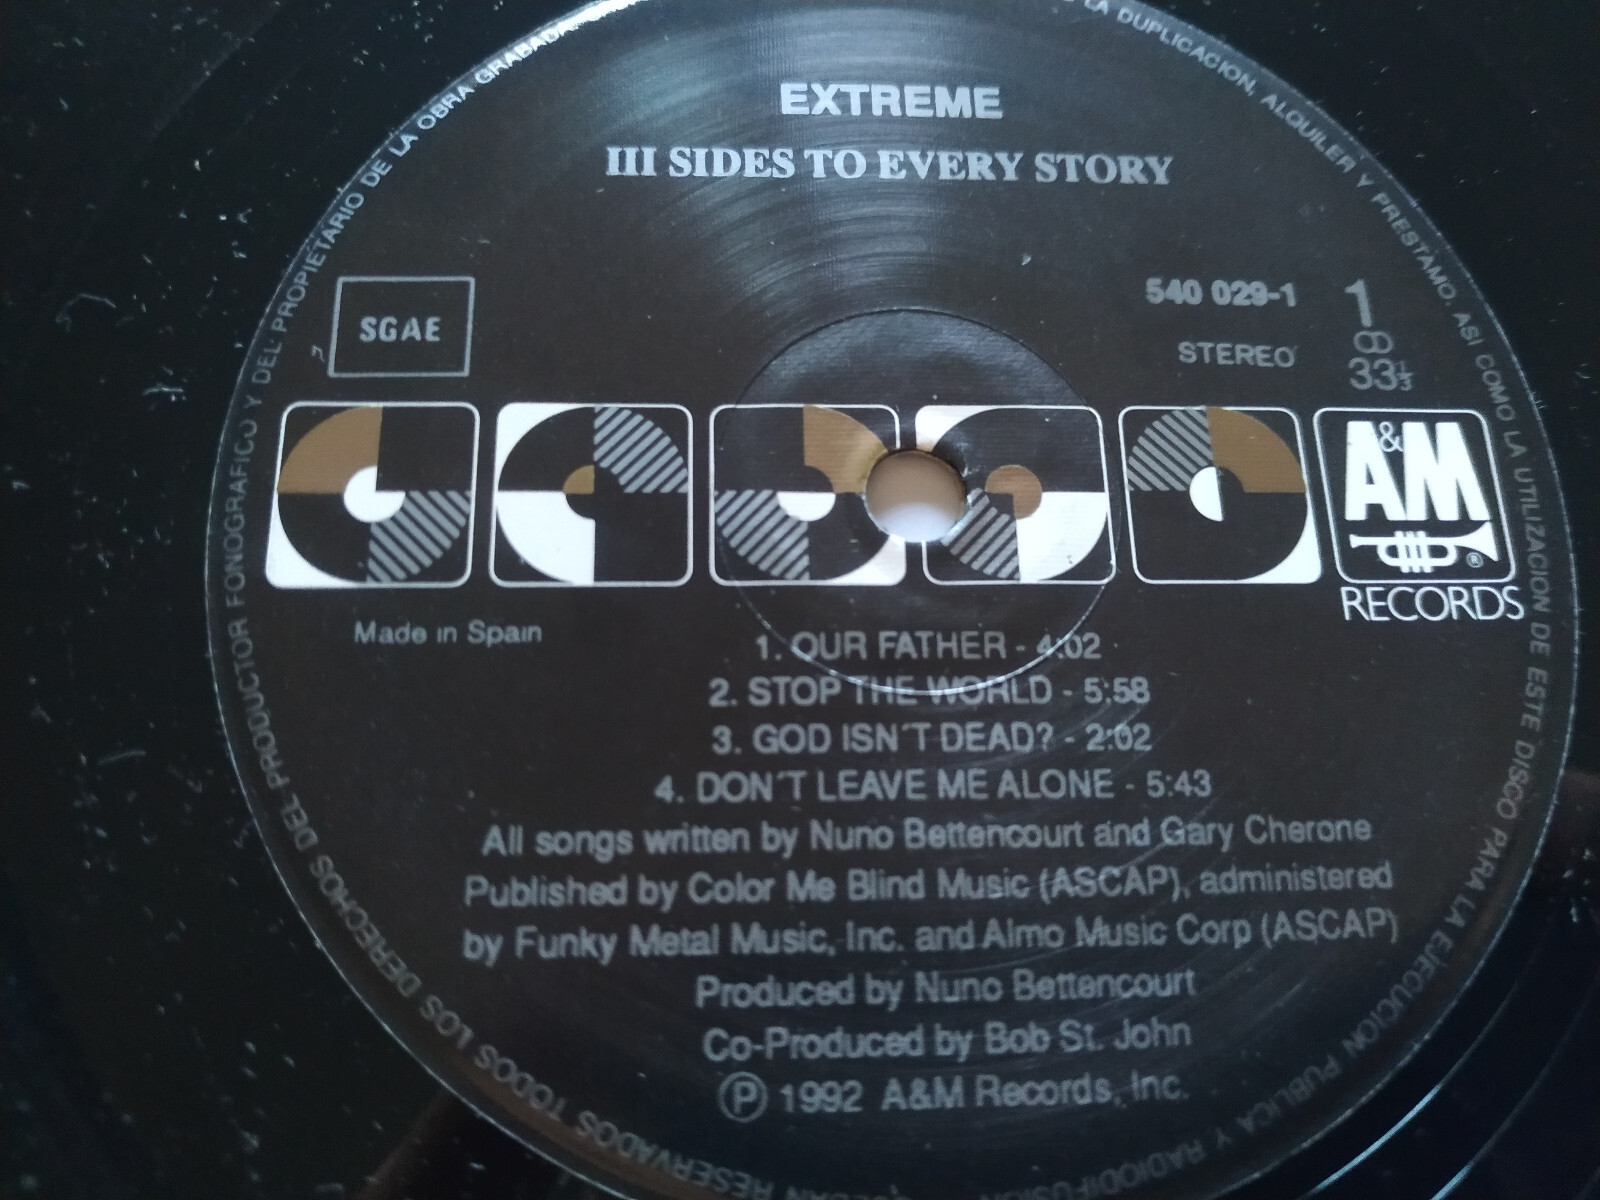 EXTREME
III SIDES TO EVERY STORY
SGAE
540 029-1
1
STEREO
33⅓
A&M
®
RECORDS
Made in Spain
1. OUR FATHER - 4:02
2. STOP THE WORLD - 5:58
3. GOD ISN´T DEAD? - 2:02
4. DON´T LEAVE ME ALONE - 5:43
All songs written by Nuno Bettencourt and Gary Cherone
Published by Color Me Blind Music (ASCAP), administered
by Funky Metal Music, Inc. and Almo Music Corp (ASCAP)
Produced by Nuno Bettencourt
Co-Produced by Bob St. John
Ⓟ 1992 A&M Records, Inc.
RESERVADOS TODOS LOS DERECHOS DEL PRODUCTOR FONOGRAFICO Y DEL PROPIETARIO DE LA OBRA GRABADA
LA DUPLICACION, ALQUILER Y PRESTAMO. ASI COMO LA UTILIZACION DE ESTE DISCO PARA LA EJECUCION PUBLICA Y RADIODIFUSION